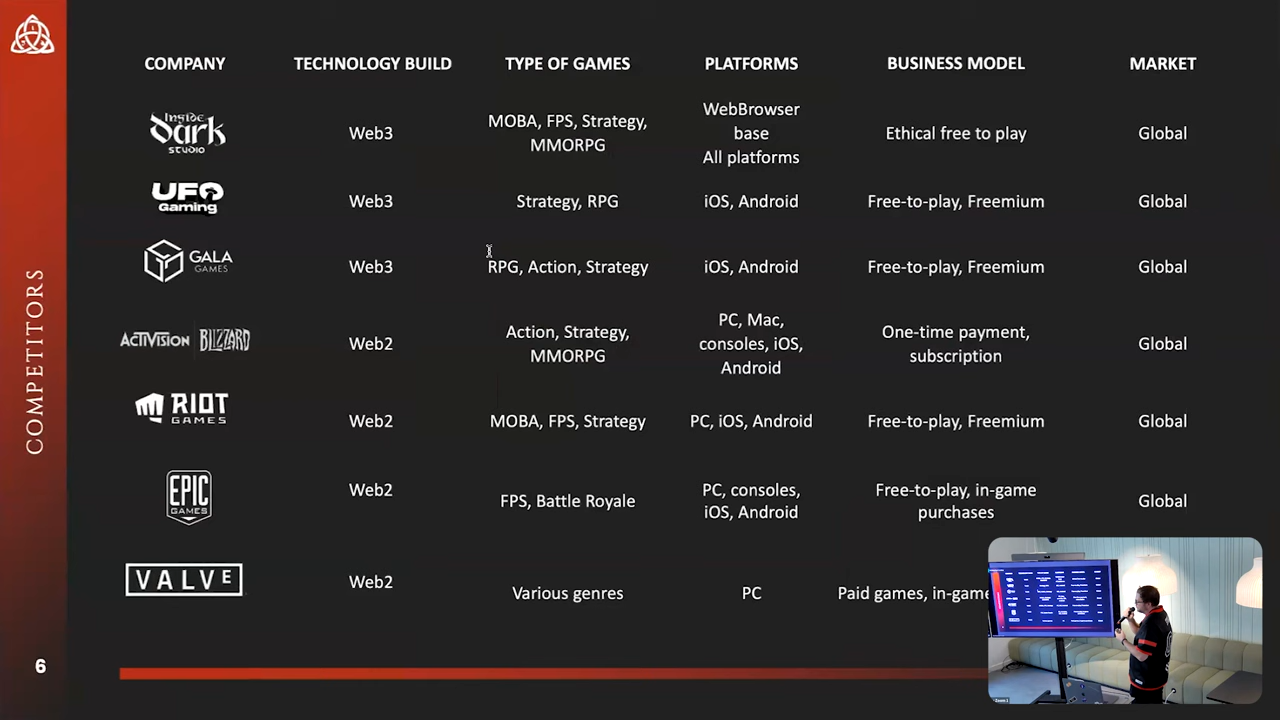 COMPANY TECHNOLOGY BUILD TYPE OF GAMES PLATFORMS BUSINESS MODEL MARKET
INSIDE
DARK
STUDIO
Web3
MOBA, FPS, Strategy,
MMORPG
WebBrowser
base
All platforms
Ethical free to play
Global
UFO
Gaming
Web3
Strategy, RPG
iOS, Android
Free-to-play, Freemium
Global
GALA
GAMES
Web3
RPG, Action, Strategy
iOS, Android
Free-to-play, Freemium
Global
ACTIVISION BLIZZARD
Web2
Action, Strategy,
MMORPG
PC, Mac,
consoles, iOS,
Android
One-time payment,
subscription
Global
RIOT
GAMES
Web2
MOBA, FPS, Strategy
PC, iOS, Android
Free-to-play, Freemium
Global
EPIC
GAMES
Web2
FPS, Battle Royale
PC, consoles,
iOS, Android
Free-to-play, in-game
purchases
Global
VALVE
Web2
Various genres
PC
Paid games, in-game
COMPETITORS
6